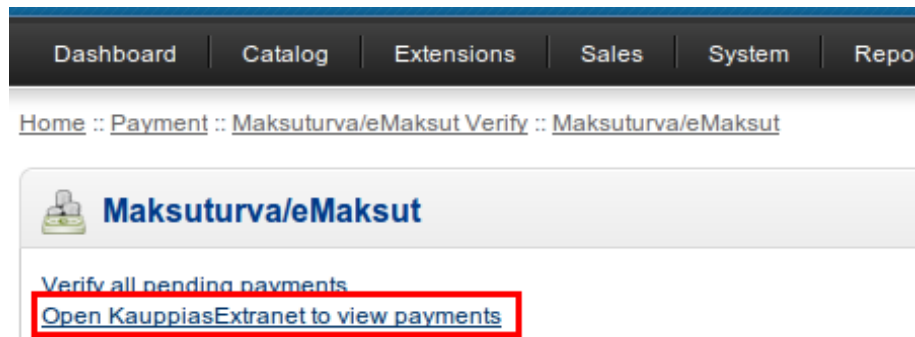 Dashboard Catalog Extensions Sales System Repo
Home :: Payment :: Maksuturva/eMaksut Verify :: Maksuturva/eMaksut
Maksuturva/eMaksut
Verify all pending payments
Open KauppiasExtranet to view payments